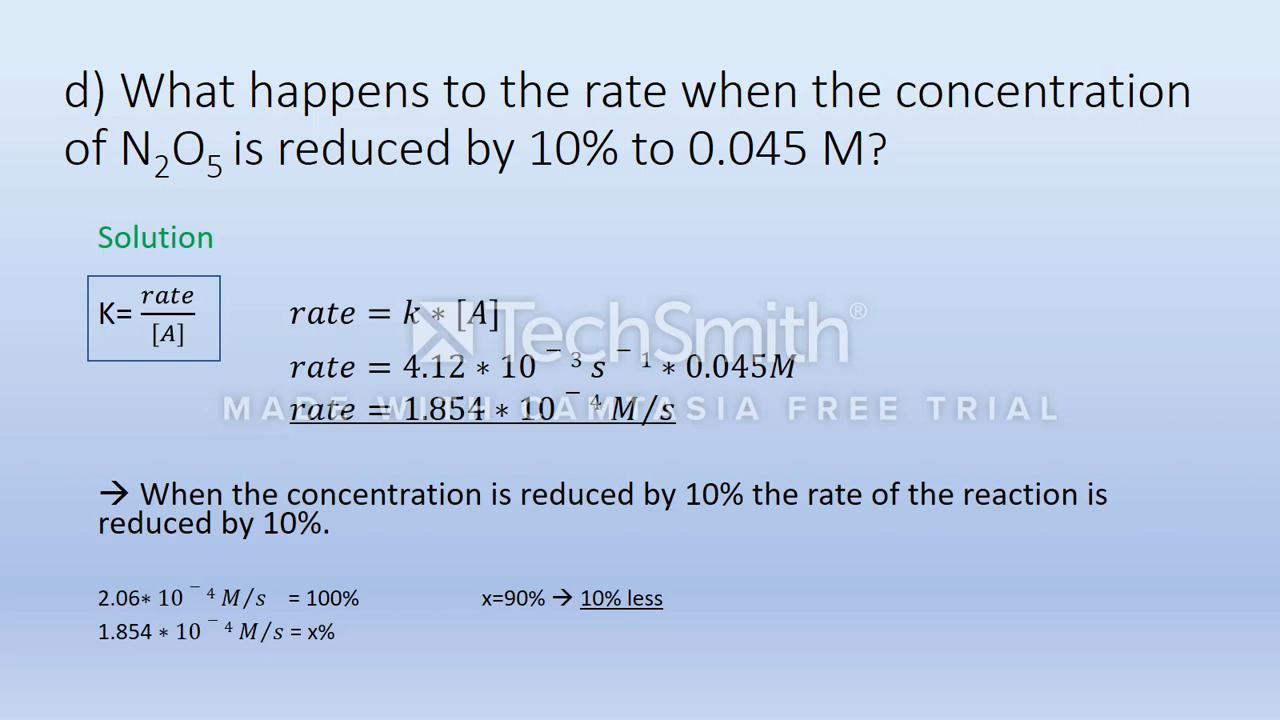 d) What happens to the rate when the concentration
of N₂O₅ is reduced by 10% to 0.045 M?
Solution
K= rate/[A]
rate = k ∗ [A]
rate = 4.12 ∗ 10⁻³ s⁻¹ ∗ 0.045M
rate = 1.854 ∗ 10⁻⁴ M/s
TechSmith®
MADE WITH CAMTASIA FREE TRIAL
→ When the concentration is reduced by 10% the rate of the reaction is
reduced by 10%.
2.06∗ 10⁻⁴ M/s = 100%
x=90% → 10% less
1.854 ∗ 10⁻⁴ M/s = x%